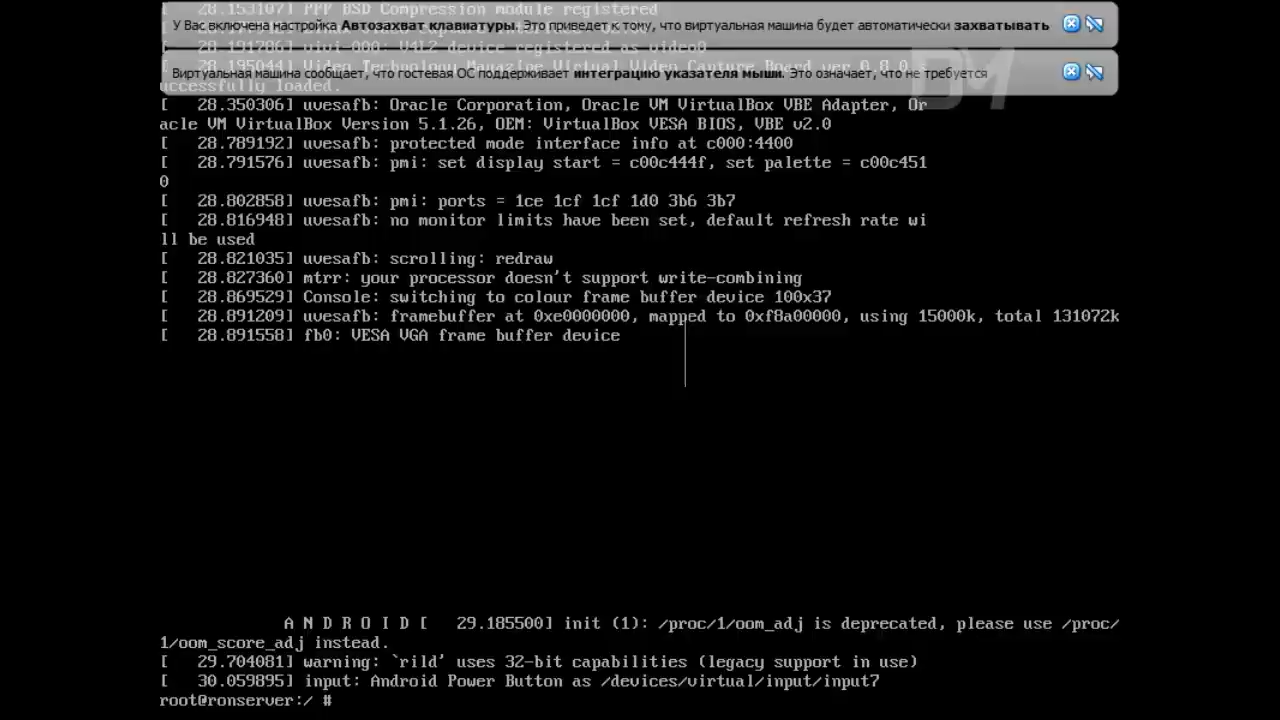 [   28.153107] PPP BSD Compression module registered
У Вас включена настройка Автозахват клавиатуры. Это приведет к тому, что виртуальная машина будет автоматически захватывать
[   28.191786] vivi-000: V4L2 device registered as video0
[   28.195044] Video Technology Magazine Virtual Video Capture Board ver 0.8.0 s
Виртуальная машина сообщает, что гостевая ОС поддерживает интеграцию указателя мыши. Это означает, что не требуется
uccessfully loaded.
[   28.350306] uvesafb: Oracle Corporation, Oracle VM VirtualBox VBE Adapter, Or
acle VM VirtualBox Version 5.1.26, OEM: VirtualBox VESA BIOS, VBE v2.0
[   28.789192] uvesafb: protected mode interface info at c000:4400
[   28.791576] uvesafb: pmi: set display start = c00c444f, set palette = c00c451
0
[   28.802858] uvesafb: pmi: ports = 1ce 1cf 1cf 1d0 3b6 3b7
[   28.816948] uvesafb: no monitor limits have been set, default refresh rate wi
ll be used
[   28.821035] uvesafb: scrolling: redraw
[   28.827360] mtrr: your processor doesn't support write-combining
[   28.869529] Console: switching to colour frame buffer device 100x37
[   28.891209] uvesafb: framebuffer at 0xe0000000, mapped to 0xf8a00000, using 15000k, total 131072k
[   28.891558] fb0: VESA VGA frame buffer device
A N D R O I D [   29.185500] init (1): /proc/1/oom_adj is deprecated, please use /proc/
1/oom_score_adj instead.
[   29.704081] warning: `rild' uses 32-bit capabilities (legacy support in use)
[   30.059895] input: Android Power Button as /devices/virtual/input/input7
root@ronserver:/ #